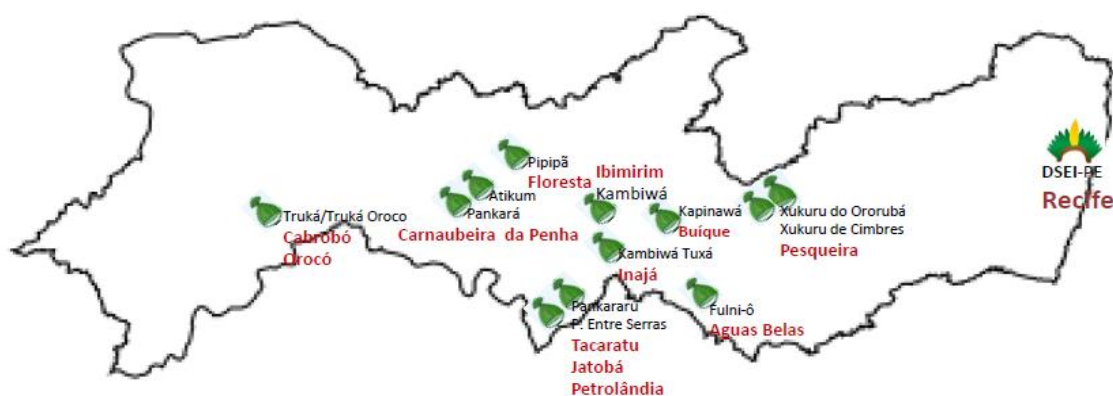 Truká/Truká Oroco
Cabrobó
Orocó
Pipipã
Floresta
Atikum
Pankará
Carnaubeira da Penha
Ibimirim
Kambiwá
Kambiwá Tuxá
Inajá
Pankararu
P. Entre Serras
Tacaratu
Jatobá
Petrolândia
Kapinawá
Buíque
Fulni-ô
Aguas Belas
Xukuru do Ororubá
Xukuru de Cimbres
Pesqueira
DSEI-PE
Recife